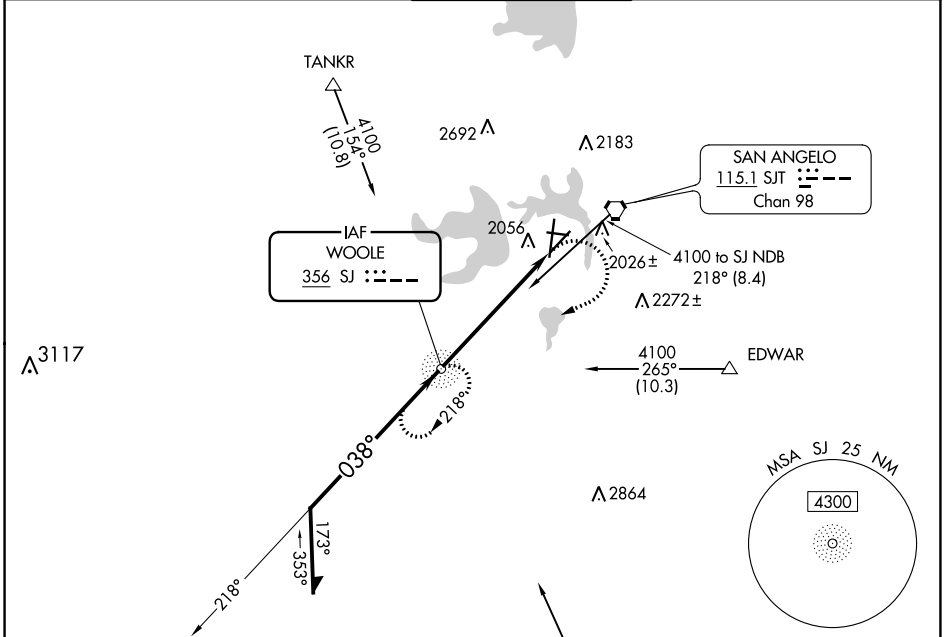 TANKR
4100
154°
(10.8)
2692
2183
SAN ANGELO
115.1 SJT
Chan 98
IAF
WOOLE
356 SJ
2056
2026±
4100 to SJ NDB
218° (8.4)
2272±
3117
4100
265°
(10.3)
EDWAR
218°
038°
2864
MSA SJ 25 NM
4300
173°
353°
218°